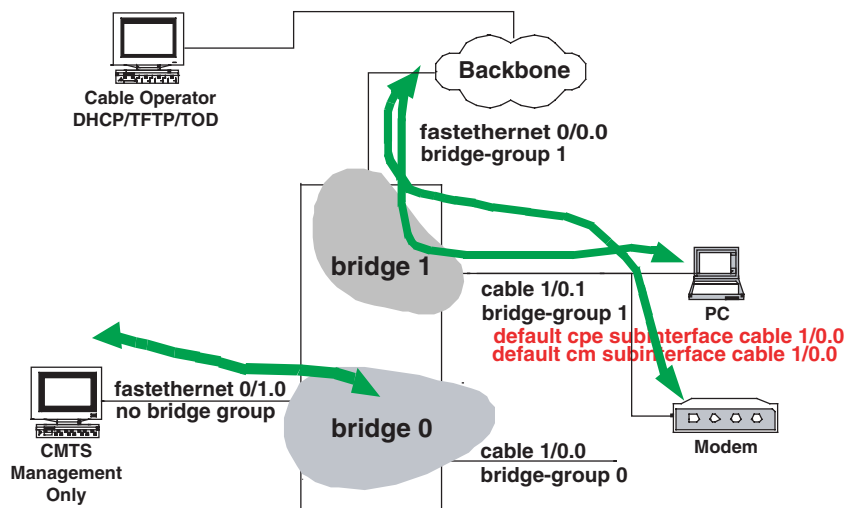 Backbone
Cable Operator
DHCP/TFTP/TOD
fastethernet 0/0.0
bridge-group 1
bridge 1
cable 1/0.1
bridge-group 1
PC
default cpe subinterface cable 1/0.0
default cm subinterface cable 1/0.0
fastethernet 0/1.0
no bridge group
bridge 0
CMTS
Management
Only
cable 1/0.0
bridge-group 0
Modem